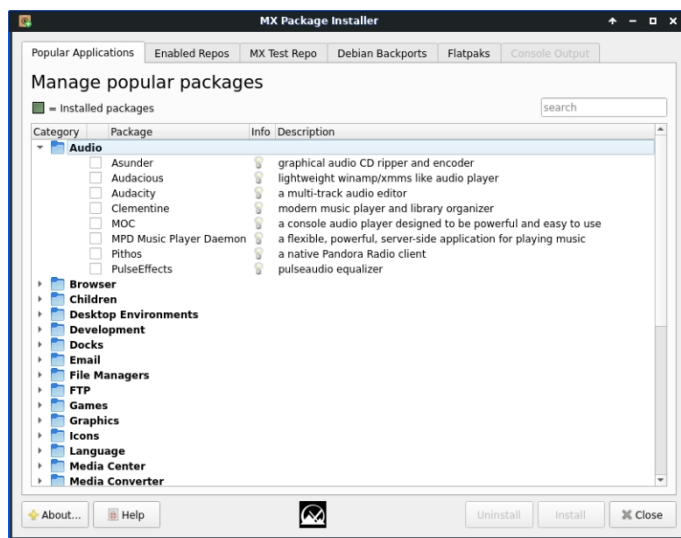 MX Package Installer
Popular Applications Enabled Repos MX Test Repo Debian Backports Flatpaks Console Output
Manage popular packages
= Installed packages search
Category Package Info Description
Audio
Asunder graphical audio CD ripper and encoder
Audacious lightweight winamp/xmms like audio player
Audacity a multi-track audio editor
Clementine modern music player and library organizer
MOC a console audio player designed to be powerful and easy to use
MPD Music Player Daemon a flexible, powerful, server-side application for playing music
Pithos a native Pandora Radio client
PulseEffects pulseaudio equalizer
Browser
Children
Desktop Environments
Development
Docks
Email
File Managers
FTP
Games
Graphics
Icons
Language
Media Center
Media Converter
About... Help Uninstall Install Close